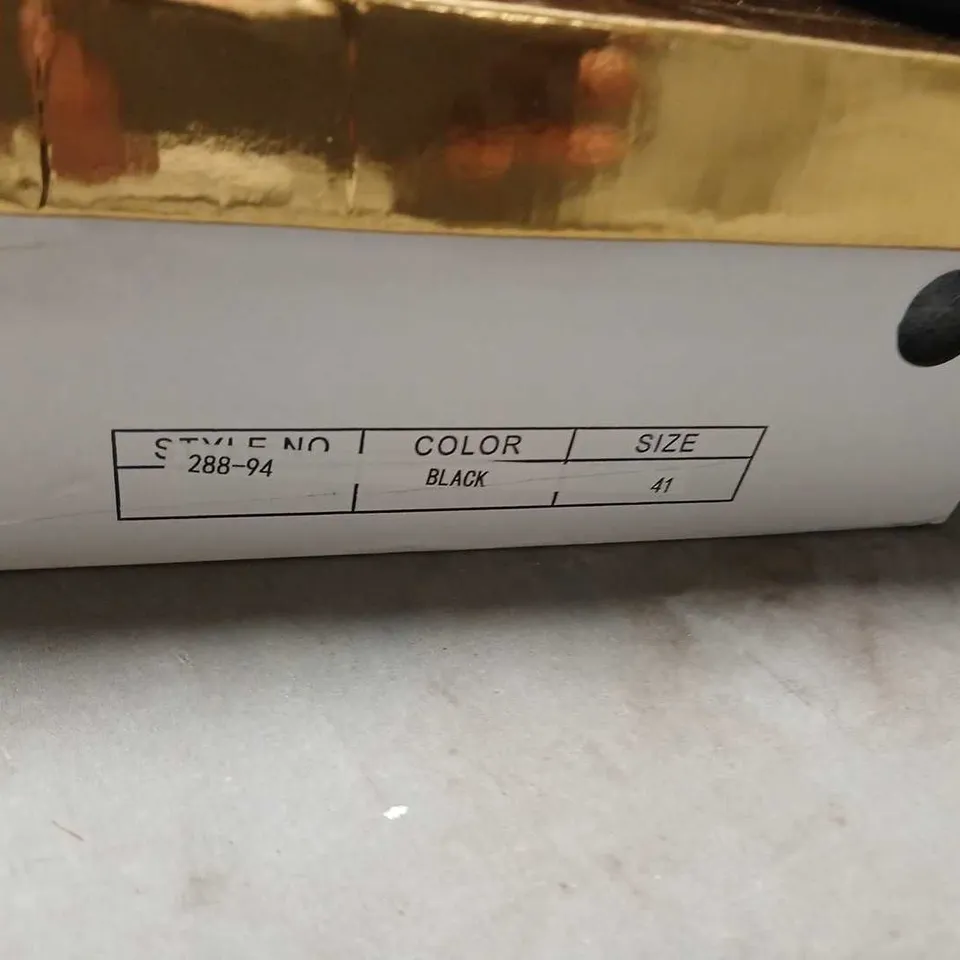 STYLE NO COLOR SIZE
288-94 BLACK 41